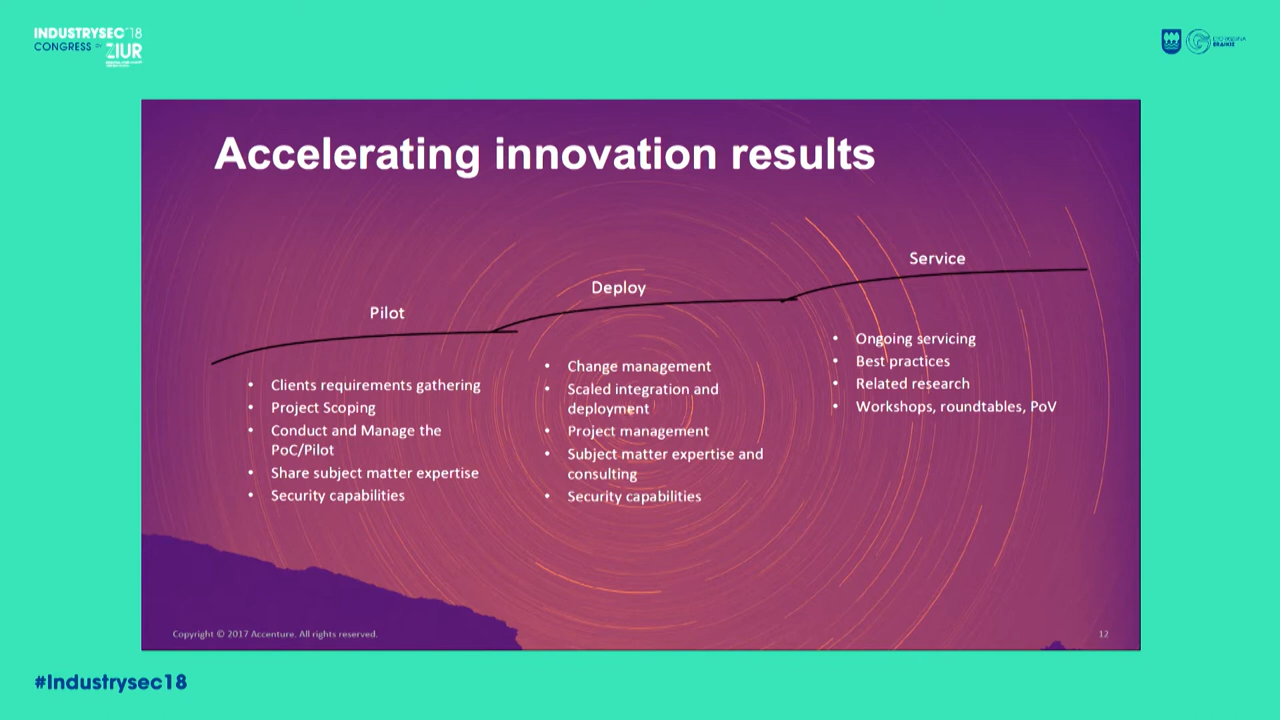 INDUSTRYSEC'18
CONGRESS BY ZIUR
Accelerating innovation results
Pilot
Deploy
Service
• Clients requirements gathering
• Project Scoping
• Conduct and Manage the
PoC/Pilot
• Share subject matter expertise
• Security capabilities
• Change management
• Scaled integration and
deployment
• Project management
• Subject matter expertise and
consulting
• Security capabilities
• Ongoing servicing
• Best practices
• Related research
• Workshops, roundtables, PoV
Copyright © 2017 Accenture. All rights reserved.
12
#Industrysec18